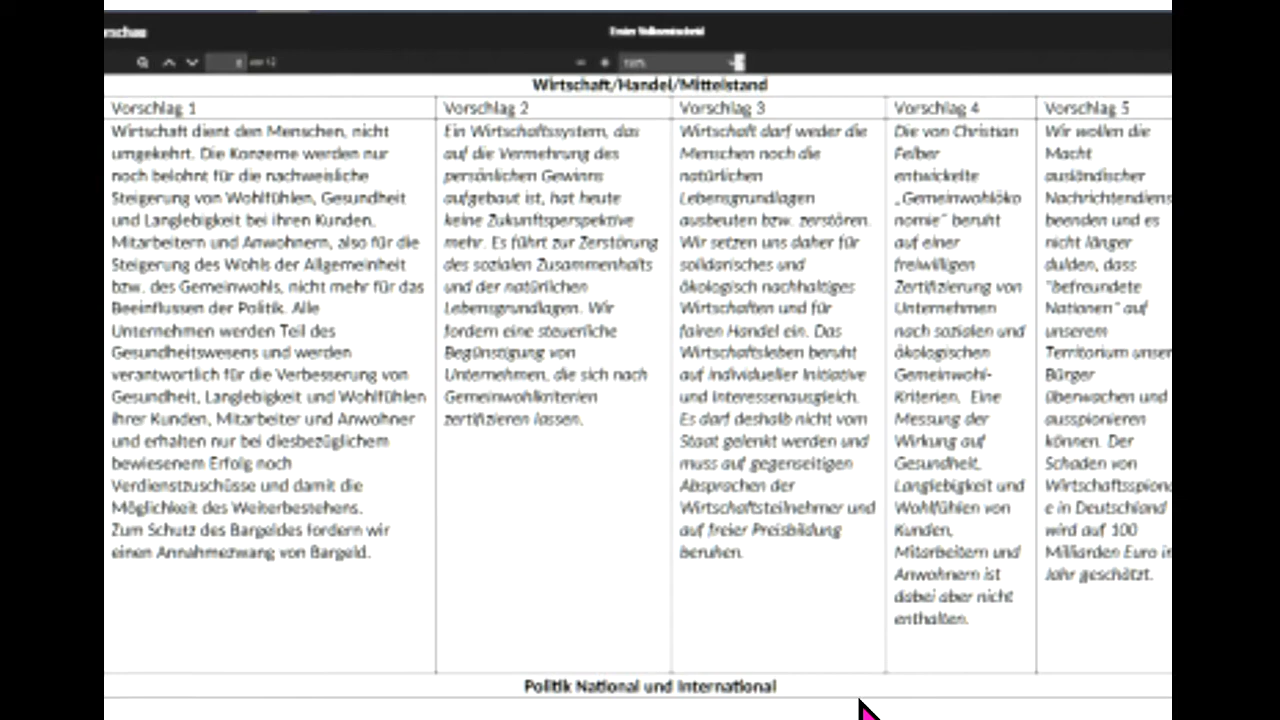 rschau
Erster Volksentscheid
Wirtschaft/Handel/Mittelstand
Vorschlag 1
Wirtschaft dient den Menschen, nicht
umgekehrt. Die Konzerne werden nur
noch belohnt für die nachweisliche
Steigerung von Wohlfühlen, Gesundheit
und Langlebigkeit bei ihren Kunden,
Mitarbeitern und Anwohnern, also für die
Steigerung des Wohls der Allgemeinheit
bzw. des Gemeinwohls, nicht mehr für das
Beeinflussen der Politik. Alle
Unternehmen werden Teil des
Gesundheitswesens und werden
verantwortlich für die Verbesserung von
Gesundheit, Langlebigkeit und Wohlfühlen
ihrer Kunden, Mitarbeiter und Anwohner
und erhalten nur bei diesbezüglichem
bewiesenem Erfolg noch
Verdienstzuschüsse und damit die
Möglichkeit des Weiterbestehens.
Zum Schutz des Bargeldes fordern wir
einen Annahmezwang von Bargeld.
Vorschlag 2
Ein Wirtschaftssystem, das
auf die Vermehrung des
persönlichen Gewinns
aufgebaut ist, hat heute
keine Zukunftsperspektive
mehr. Es führt zur Zerstörung
des sozialen Zusammenhalts
und der natürlichen
Lebensgrundlagen. Wir
fordern eine steuerliche
Begünstigung von
Unternehmen, die sich nach
Gemeinwohlkriterien
zertifizieren lassen.
Vorschlag 3
Wirtschaft darf weder die
Menschen noch die
natürlichen
Lebensgrundlagen
ausbeuten bzw. zerstören.
Wir setzen uns daher für
solidarisches und
ökologisch nachhaltiges
Wirtschaften und für
fairen Handel ein. Das
Wirtschaftsleben beruht
auf individueller Initiative
und Interessenausgleich.
Es darf deshalb nicht vom
Staat gelenkt werden und
muss auf gegenseitigen
Absprachen der
Wirtschaftsteilnehmer und
auf freier Preisbildung
beruhen.
Vorschlag 4
Die von Christian
Felber
entwickelte
„Gemeinwohlöko
nomie" beruht
auf einer
freiwilligen
Zertifizierung von
Unternehmen
nach sozialen und
ökologischen
Gemeinwohl-
Kriterien. Eine
Messung der
Wirkung auf
Gesundheit,
Langlebigkeit und
Wohlfühlen von
Kunden,
Mitarbeitern und
Anwohnern ist
dabei aber nicht
enthalten.
Vorschlag 5
Wir wollen die
Macht
ausländischer
Nachrichtendiens
beenden und es
nicht länger
dulden, dass
"befreundete
Nationen" auf
unserem
Territorium unser
Bürger
überwachen und
ausspionieren
können. Der
Schaden von
Wirtschaftsspiona
e in Deutschland
wird auf 100
Milliarden Euro im
Jahr geschätzt.
Politik National und International